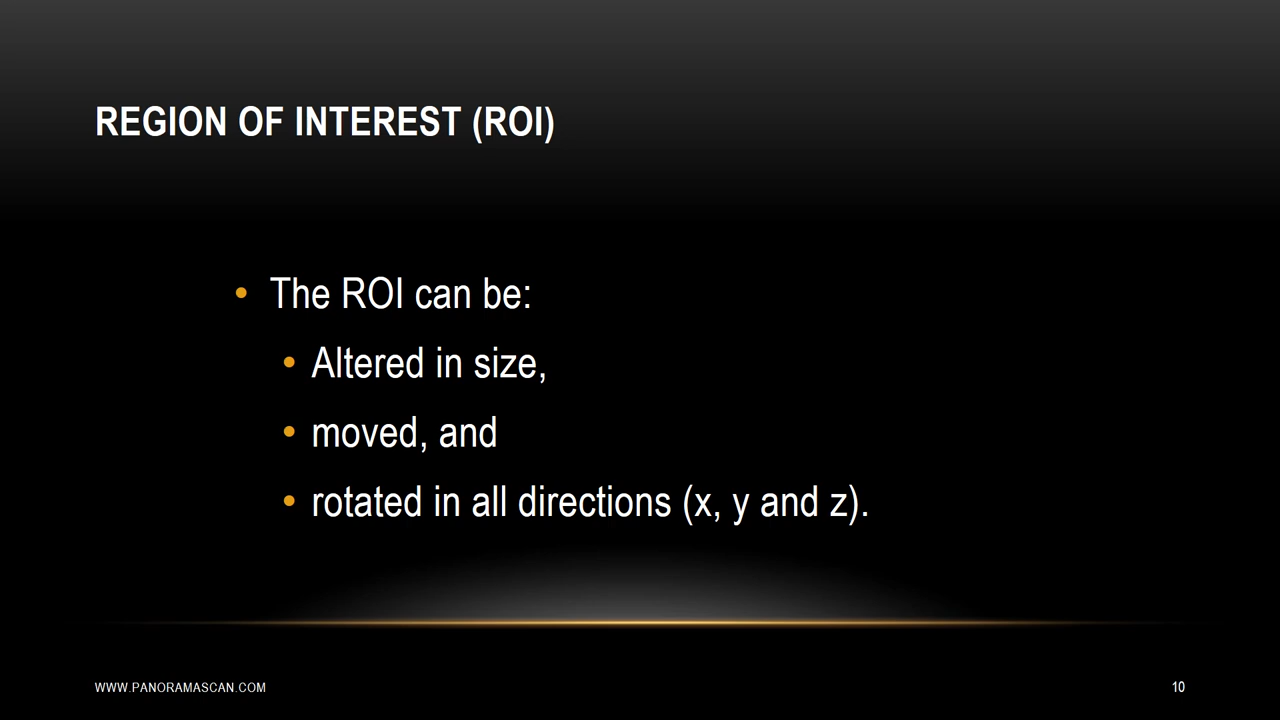 REGION OF INTEREST (ROI)
• The ROI can be:
• Altered in size,
• moved, and
• rotated in all directions (x, y and z).
WWW.PANORAMASCAN.COM
10